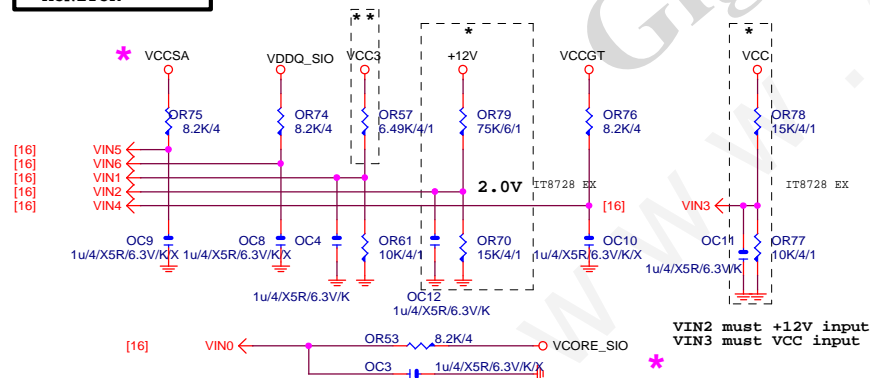 * *
* VCCSA
VDDQ_SIO
VCC3
*
+12V
VCCGT
*
VCC
OR75
8.2K/4
OR74
8.2K/4
OR57
6.49K/4/1
OR79
75K/6/1
OR76
8.2K/4
OR78
15K/4/1
[16] VIN5
[16] VIN6
[16] VIN1
[16] VIN2
[16] VIN4
2.0V
IT8728 EX
[16] VIN3
IT8728 EX
OC9
1u/4/X5R/6.3V/K/X
OC8
1u/4/X5R/6.3V/K/X
OC4
1u/4/X5R/6.3V/K
OR61
10K/4/1
OC12
1u/4/X5R/6.3V/K
OR70
15K/4/1
OC10
1u/4/X5R/6.3V/K/X
OC11
1u/4/X5R/6.3V/K
OR77
10K/4/1
VIN2 must +12V input
VIN3 must VCC input
*
[16] VIN0
OR53 8.2K/4
VCORE_SIO
OC3 1u/4/X5R/6.3V/K/X
Gig
w w w .